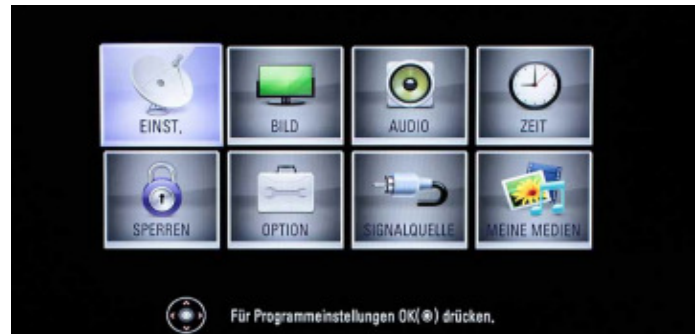 EINST.
BILD
AUDIO
ZEIT
SPERREN
OPTION
SIGNALQUELLE
MEINE MEDIEN
Für Programmeinstellungen OK(◉) drücken.